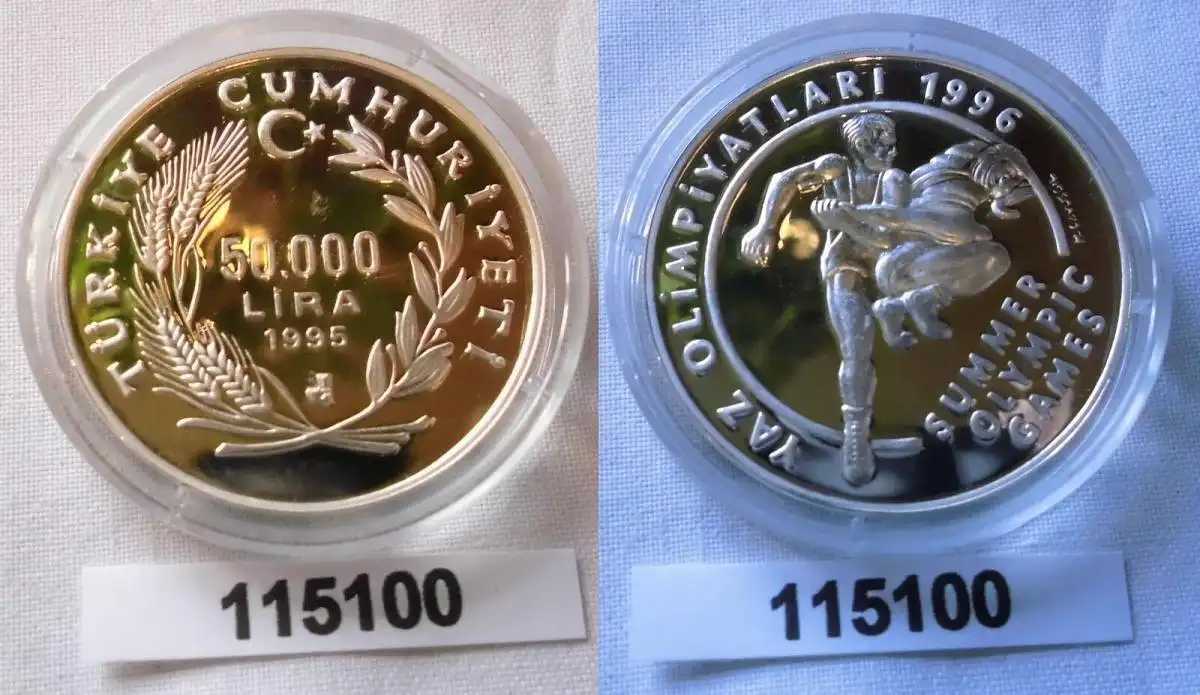 TÜRKİYE CUMHURİYETİ
50.000
LİRA
1995
115100
YAZ OLİMPİYATLARI 1996
SUMMER
OLYMPIC
GAMES
115100